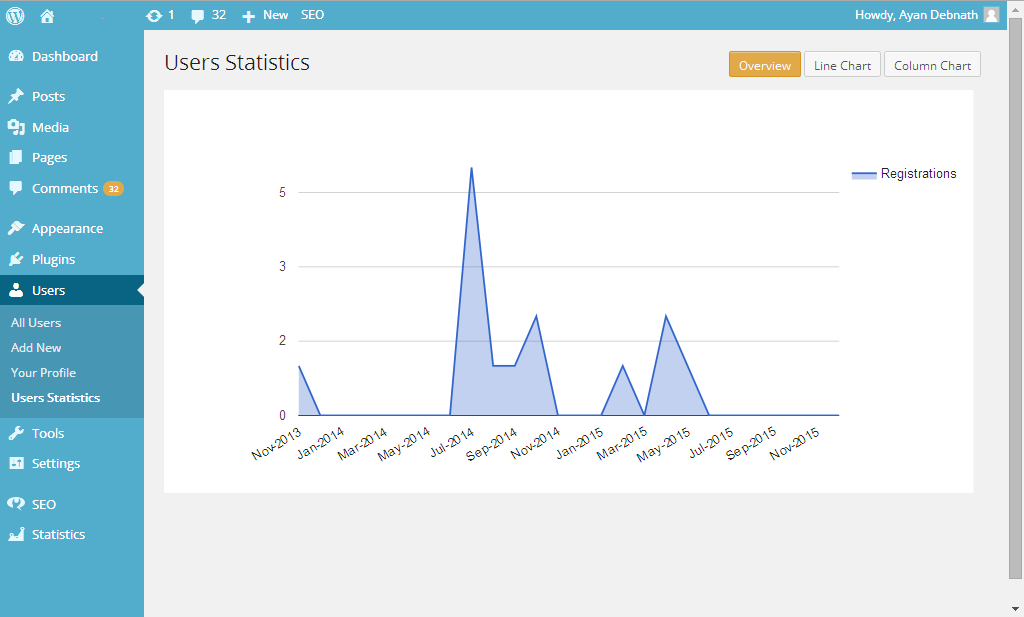 1 32 New SEO Howdy, Ayan Debnath
Dashboard
Posts
Media
Pages
Comments 32
Appearance
Plugins
Users
All Users
Add New
Your Profile
Users Statistics
Tools
Settings
SEO
Statistics
Users Statistics
Overview Line Chart Column Chart
Registrations
5
3
2
0
Nov-2013 Jan-2014 Mar-2014 May-2014 Jul-2014 Sep-2014 Nov-2014 Jan-2015 Mar-2015 May-2015 Jul-2015 Sep-2015 Nov-2015